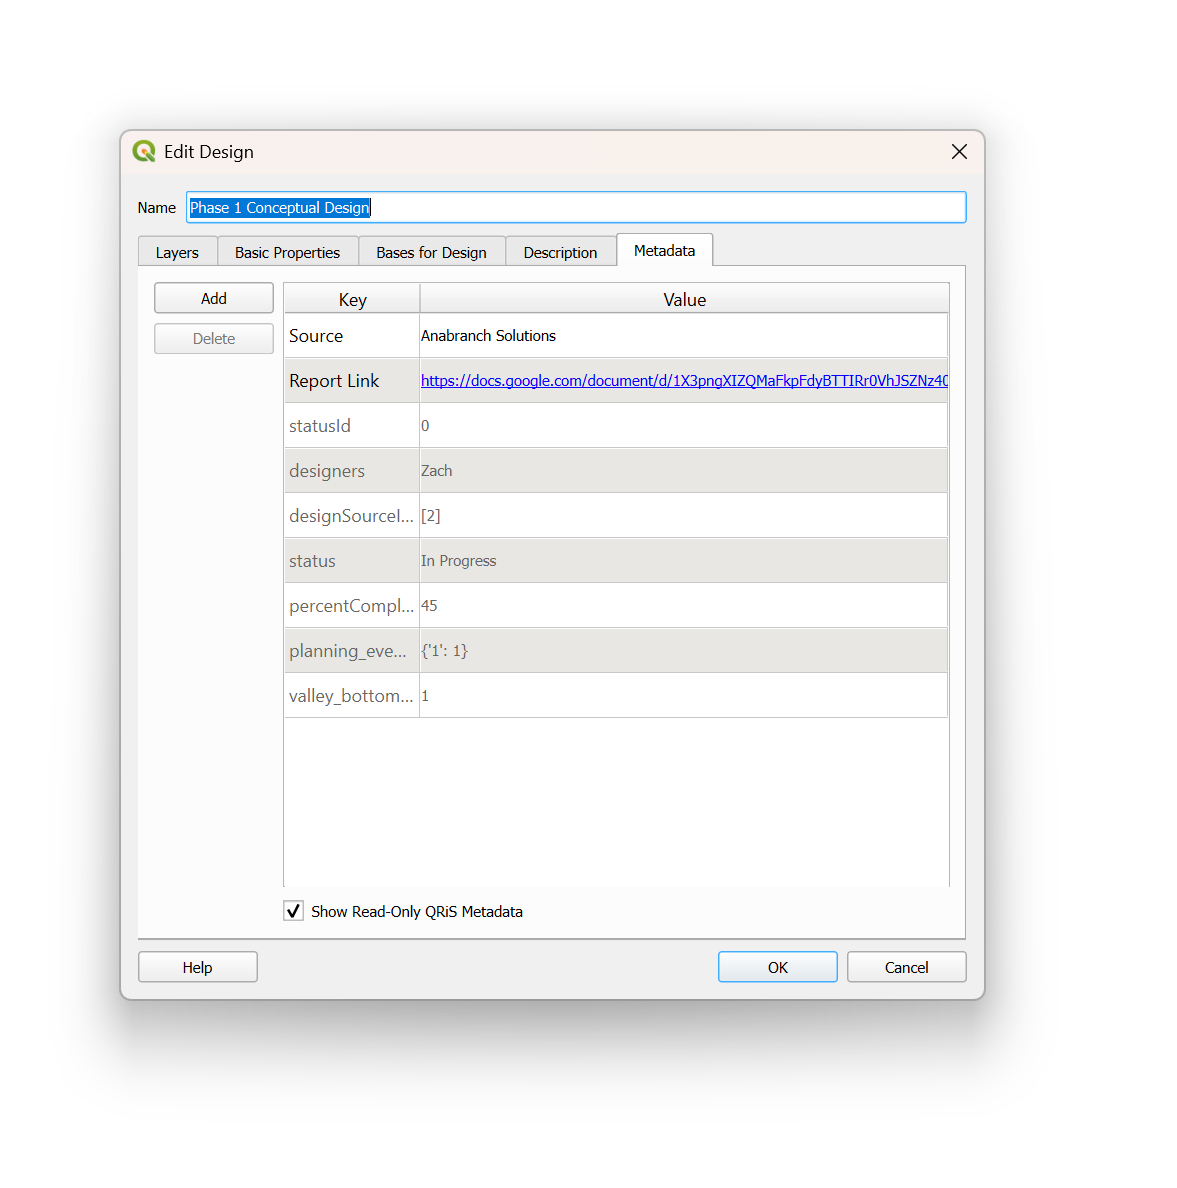 Edit Design
Name Phase 1 Conceptual Design
Layers Basic Properties Bases for Design Description Metadata
Add
Delete
Key Value
Source Anabranch Solutions
Report Link https://docs.google.com/document/d/1X3pngXIZQMaFkpFdyBTTIRr0VhJSZNz40
statusId 0
designers Zach
designSourceI... [2]
status In Progress
percentCompl... 45
planning_eve... {'1': 1}
valley_bottom... 1
Show Read-Only QRiS Metadata
Help OK Cancel